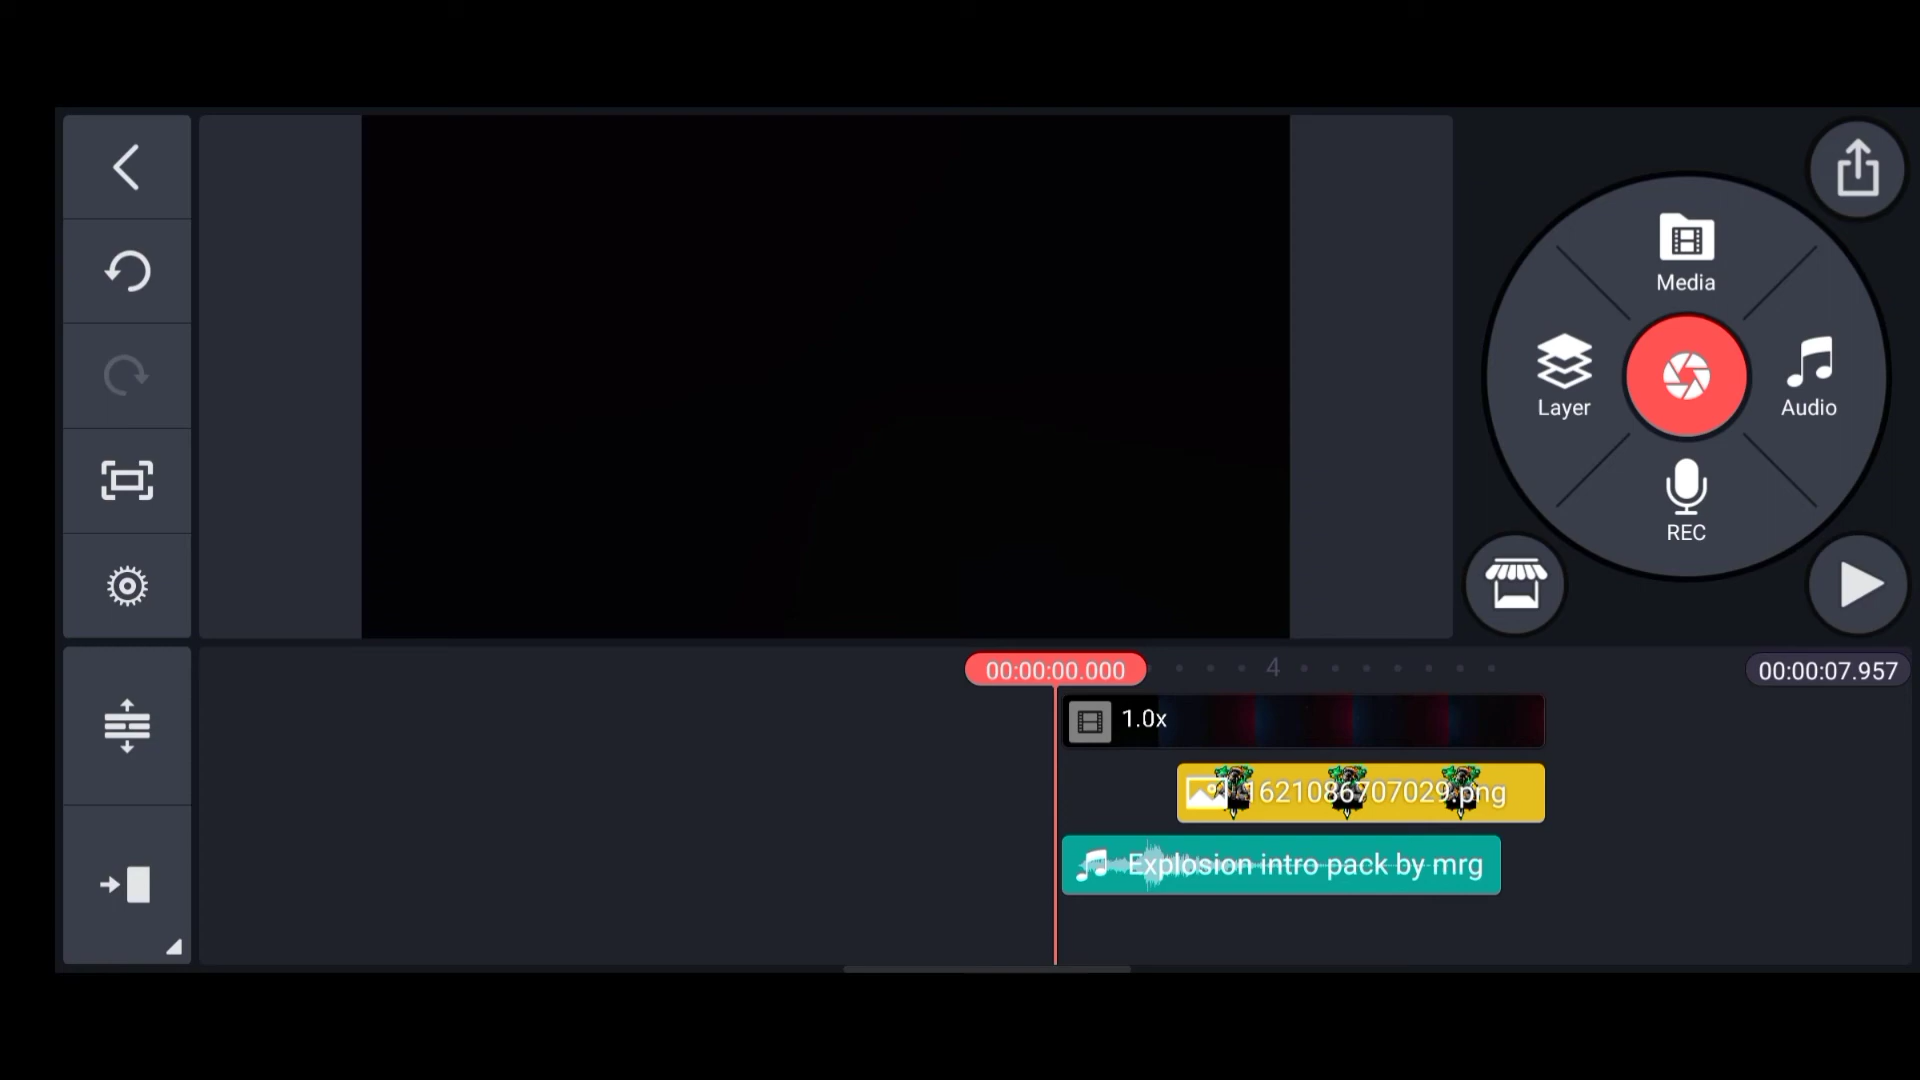 Media
Layer
Audio
REC
00:00:00.000
4
00:00:07.957
1.0x
1621086707029.png
Explosion intro pack by mrg